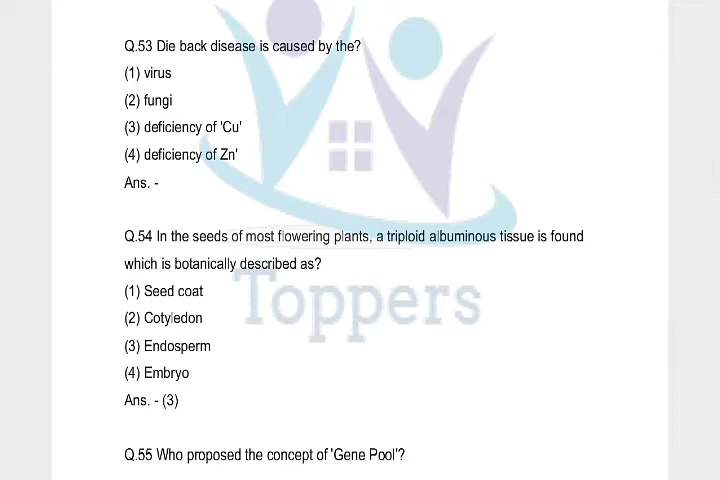 Q.53 Die back disease is caused by the?
(1) virus
(2) fungi
(3) deficiency of 'Cu'
(4) deficiency of Zn'
Ans. -
Q.54 In the seeds of most flowering plants, a triploid albuminous tissue is found
which is botanically described as?
Toppers
(1) Seed coat
(2) Cotyledon
(3) Endosperm
(4) Embryo
Ans. - (3)
Q.55 Who proposed the concept of 'Gene Pool'?